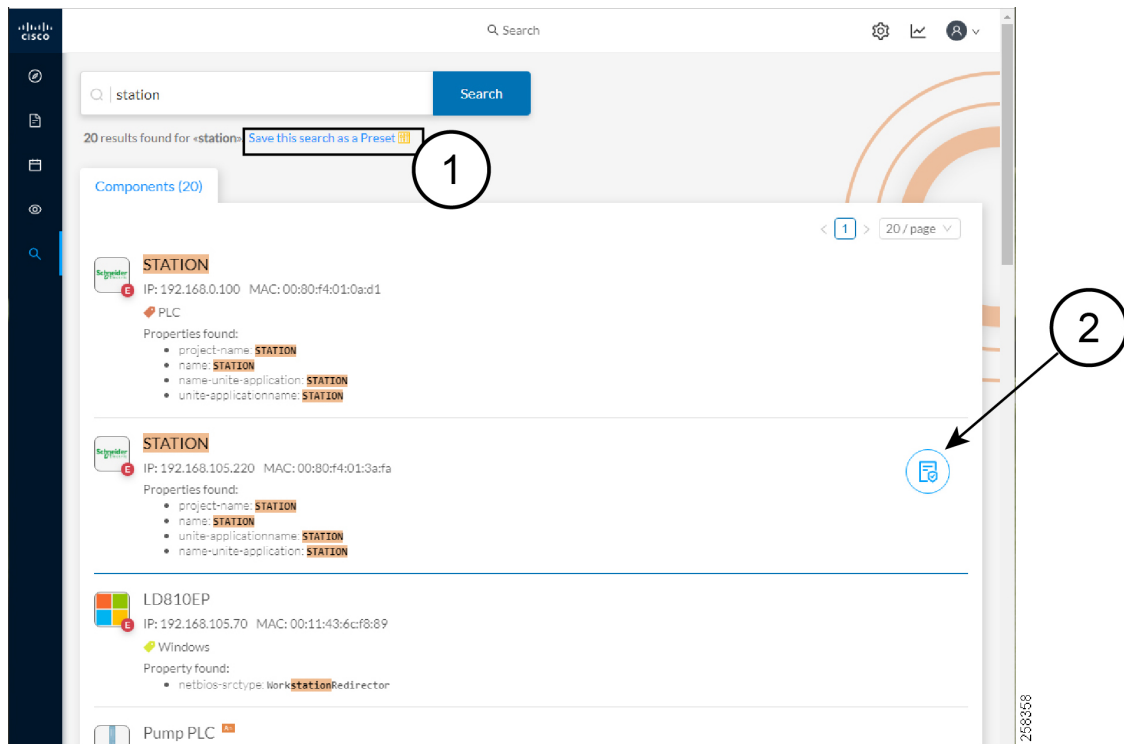 cisco
Search
station
Search
20 results found for «station» Save this search as a Preset
1
Components (20)
1
20 / page
Schneider
Electric
STATION
E
IP: 192.168.0.100 MAC: 00:80:f4:01:0a:d1
PLC
Properties found:
• project-name: STATION
• name: STATION
• name-unite-application: STATION
• unite-applicationname: STATION
2
Schneider
Electric
STATION
E
IP: 192.168.105.220 MAC: 00:80:f4:01:3a:fa
Properties found:
• project-name: STATION
• name: STATION
• unite-applicationname: STATION
• name-unite-application: STATION
LD810EP
E
IP: 192.168.105.70 MAC: 00:11:43:6c:f8:89
Windows
Property found:
• netbios-srctype: WorkstationRedirector
Pump PLC
258358